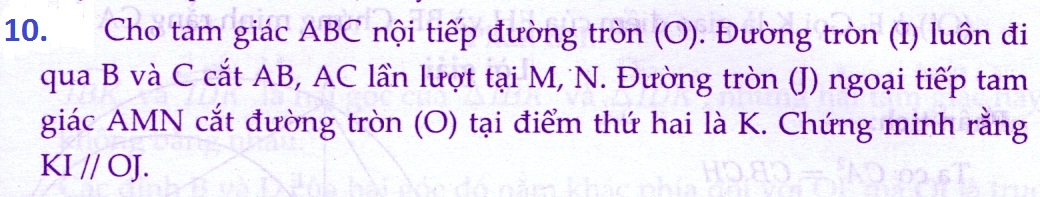 10. Cho tam giác ABC nội tiếp đường tròn (O). Đường tròn (I) luôn đi
qua B và C cắt AB, AC lần lượt tại M, N. Đường tròn (J) ngoại tiếp tam
giác AMN cắt đường tròn (O) tại điểm thứ hai là K. Chứng minh rằng
KI // OJ.